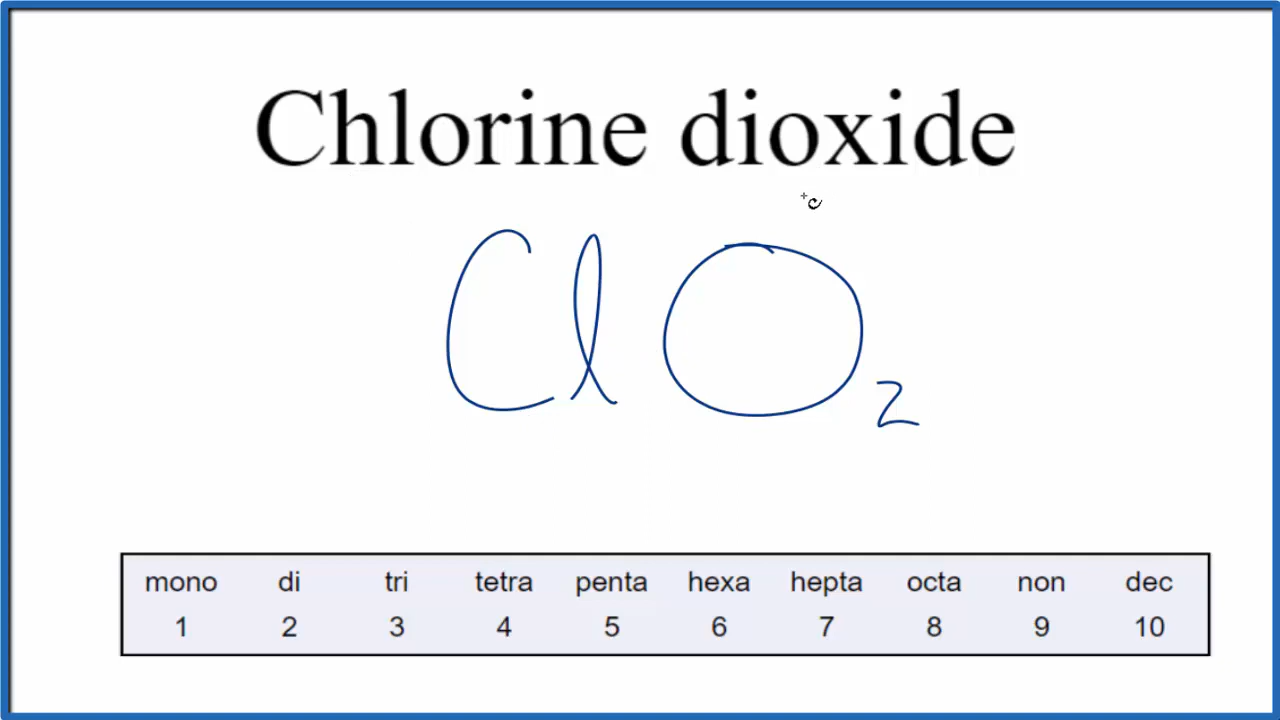 Chlorine dioxide
ClO₂
mono di tri tetra penta hexa hepta octa non dec
1 2 3 4 5 6 7 8 9 10